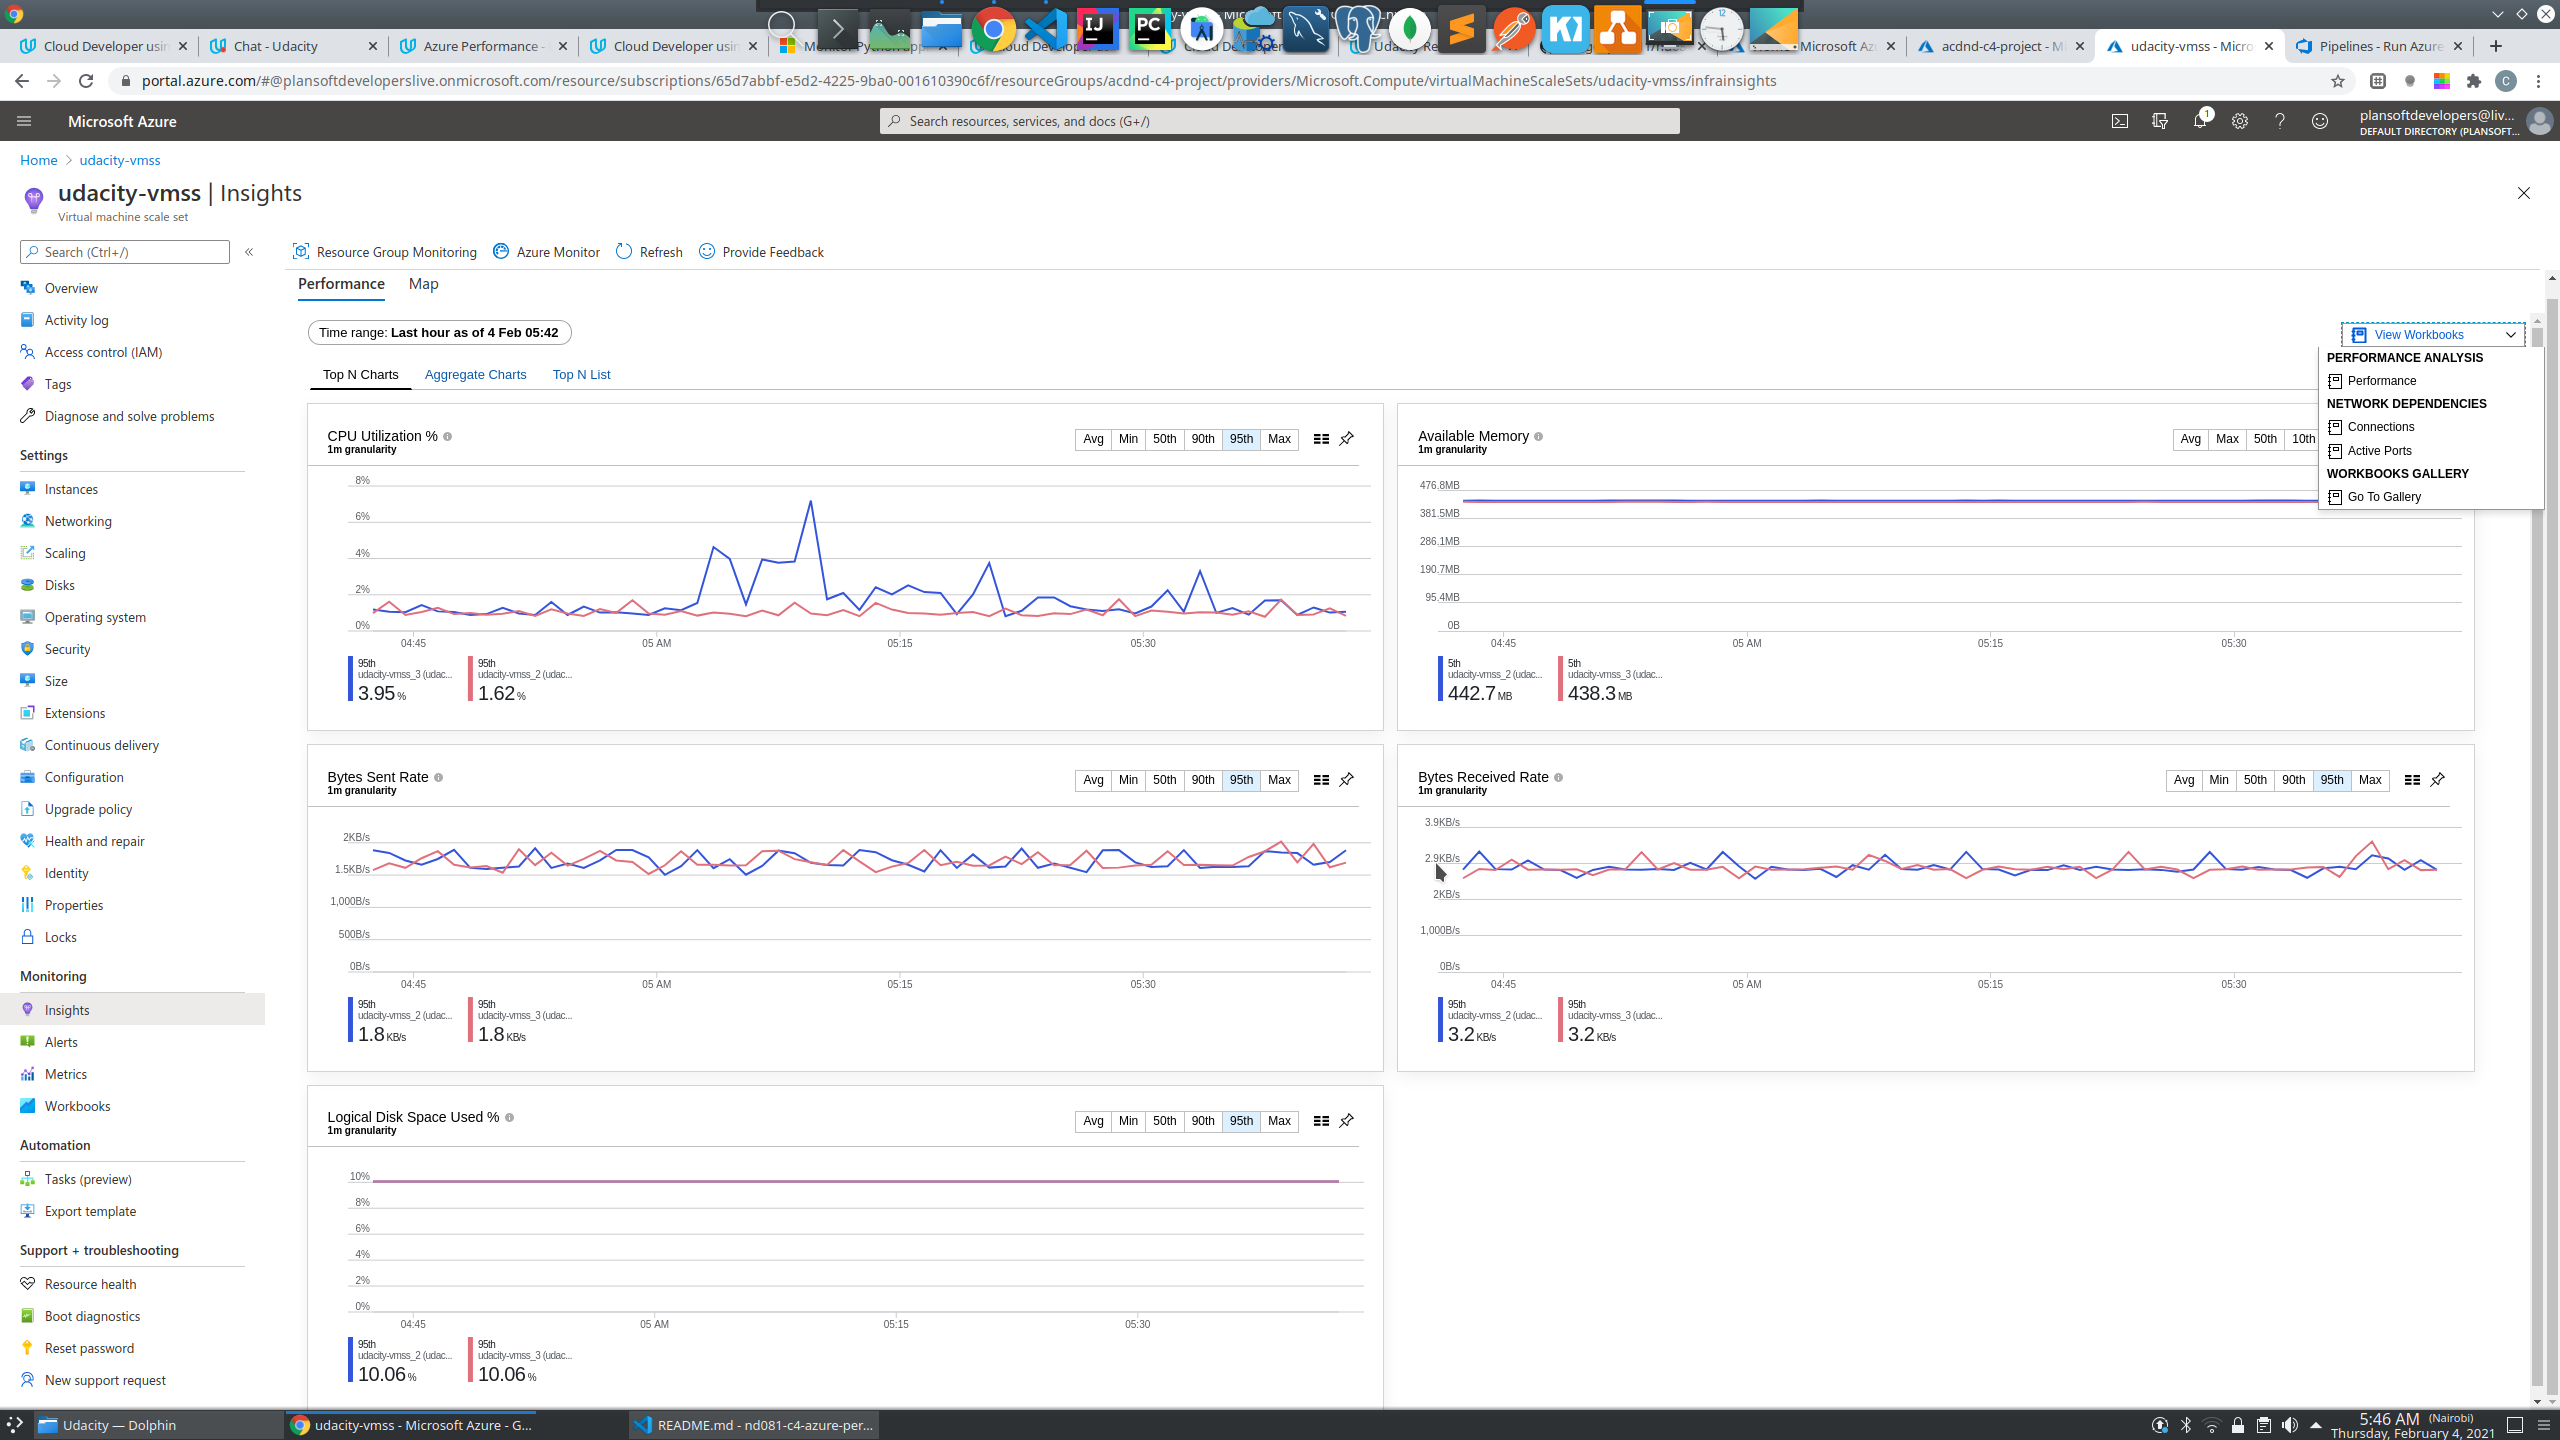 Cloud Developer usin
Chat - Udacity
Azure Performance -
Cloud Developer usin
Microsoft Az
acdnd-c4-project - Mi
udacity-vmss - Micro
Pipelines - Run Azure
portal.azure.com/#@plansoftdeveloperslive.onmicrosoft.com/resource/subscriptions/65d7abbf-e5d2-4225-9ba0-001610390c6f/resourceGroups/acdnd-c4-project/providers/Microsoft.Compute/virtualMachineScaleSets/udacity-vmss/infrainsights
C
Microsoft Azure
Search resources, services, and docs (G+/)
1
plansoftdevelopers@liv...
DEFAULT DIRECTORY (PLANSOFT...
Home > udacity-vmss
udacity-vmss | Insights
Virtual machine scale set
Search (Ctrl+/)
Overview
Activity log
Access control (IAM)
Tags
Diagnose and solve problems
Settings
Instances
Networking
Scaling
Disks
Operating system
Security
Size
Extensions
Continuous delivery
Configuration
Upgrade policy
Health and repair
Identity
Properties
Locks
Monitoring
Insights
Alerts
Metrics
Workbooks
Automation
Tasks (preview)
Export template
Support + troubleshooting
Resource health
Boot diagnostics
Reset password
New support request
Resource Group Monitoring
Azure Monitor
Refresh
Provide Feedback
Performance
Map
Time range: Last hour as of 4 Feb 05:42
View Workbooks
PERFORMANCE ANALYSIS
Performance
NETWORK DEPENDENCIES
Connections
Active Ports
WORKBOOKS GALLERY
Go To Gallery
Top N Charts
Aggregate Charts
Top N List
CPU Utilization %
1m granularity
Avg Min 50th 90th 95th Max
8%
6%
4%
2%
0%
04:45 05 AM 05:15 05:30
95th
udacity-vmss_3 (udac...
3.95 %
95th
udacity-vmss_2 (udac...
1.62 %
Available Memory
1m granularity
Avg Max 50th 10th
476.8MB
381.5MB
286.1MB
190.7MB
95.4MB
0B
04:45 05 AM 05:15 05:30
5th
udacity-vmss_2 (udac...
442.7 MB
5th
udacity-vmss_3 (udac...
438.3 MB
Bytes Sent Rate
1m granularity
Avg Min 50th 90th 95th Max
2KB/s
1.5KB/s
1,000B/s
500B/s
0B/s
04:45 05 AM 05:15 05:30
95th
udacity-vmss_2 (udac...
1.8 KB/s
95th
udacity-vmss_3 (udac...
1.8 KB/s
Bytes Received Rate
1m granularity
Avg Min 50th 90th 95th Max
3.9KB/s
2.9KB/s
2KB/s
1,000B/s
0B/s
04:45 05 AM 05:15 05:30
95th
udacity-vmss_2 (udac...
3.2 KB/s
95th
udacity-vmss_3 (udac...
3.2 KB/s
Logical Disk Space Used %
1m granularity
Avg Min 50th 90th 95th Max
10%
8%
6%
4%
2%
0%
04:45 05 AM 05:15 05:30
95th
udacity-vmss_2 (udac...
10.06 %
95th
udacity-vmss_3 (udac...
10.06 %
Udacity — Dolphin
udacity-vmss - Microsoft Azure - G...
README.md - nd081-c4-azure-per...
5:46 AM (Nairobi)
Thursday, February 4, 2021